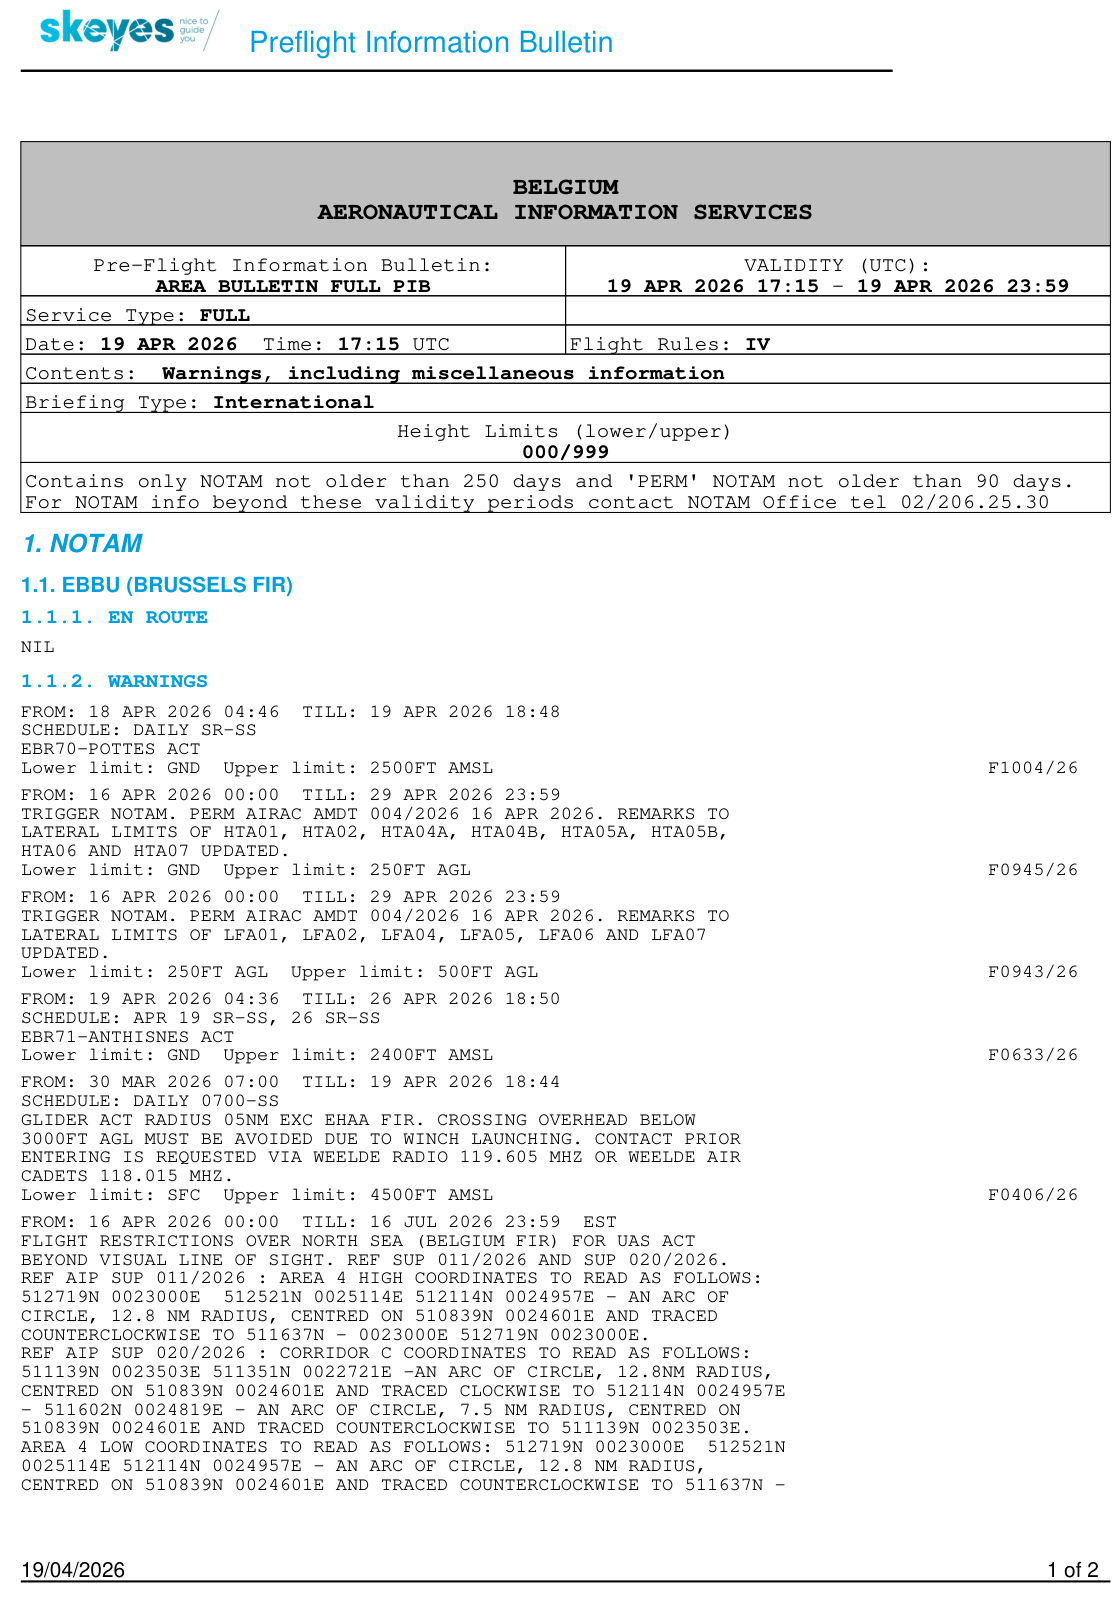 skeyes nice to guide you
Preflight Information Bulletin
BELGIUM
AERONAUTICAL INFORMATION SERVICES
Pre-Flight Information Bulletin:
AREA BULLETIN FULL PIB
VALIDITY (UTC):
19 APR 2026 17:15 - 19 APR 2026 23:59
Service Type: FULL
Date: 19 APR 2026  Time: 17:15 UTC
Flight Rules: IV
Contents:  Warnings, including miscellaneous information
Briefing Type: International
Height Limits (lower/upper)
000/999
Contains only NOTAM not older than 250 days and 'PERM' NOTAM not older than 90 days.
For NOTAM info beyond these validity periods contact NOTAM Office tel 02/206.25.30
1. NOTAM
1.1. EBBU (BRUSSELS FIR)
1.1.1. EN ROUTE
NIL
1.1.2. WARNINGS
FROM: 18 APR 2026 04:46  TILL: 19 APR 2026 18:48
SCHEDULE: DAILY SR-SS
EBR70-POTTES ACT
Lower limit: GND  Upper limit: 2500FT AMSL F1004/26
FROM: 16 APR 2026 00:00  TILL: 29 APR 2026 23:59
TRIGGER NOTAM. PERM AIRAC AMDT 004/2026 16 APR 2026. REMARKS TO
LATERAL LIMITS OF HTA01, HTA02, HTA04A, HTA04B, HTA05A, HTA05B,
HTA06 AND HTA07 UPDATED.
Lower limit: GND  Upper limit: 250FT AGL F0945/26
FROM: 16 APR 2026 00:00  TILL: 29 APR 2026 23:59
TRIGGER NOTAM. PERM AIRAC AMDT 004/2026 16 APR 2026. REMARKS TO
LATERAL LIMITS OF LFA01, LFA02, LFA04, LFA05, LFA06 AND LFA07
UPDATED.
Lower limit: 250FT AGL  Upper limit: 500FT AGL F0943/26
FROM: 19 APR 2026 04:36  TILL: 26 APR 2026 18:50
SCHEDULE: APR 19 SR-SS, 26 SR-SS
EBR71-ANTHISNES ACT
Lower limit: GND  Upper limit: 2400FT AMSL F0633/26
FROM: 30 MAR 2026 07:00  TILL: 19 APR 2026 18:44
SCHEDULE: DAILY 0700-SS
GLIDER ACT RADIUS 05NM EXC EHAA FIR. CROSSING OVERHEAD BELOW
3000FT AGL MUST BE AVOIDED DUE TO WINCH LAUNCHING. CONTACT PRIOR
ENTERING IS REQUESTED VIA WEELDE RADIO 119.605 MHZ OR WEELDE AIR
CADETS 118.015 MHZ.
Lower limit: SFC  Upper limit: 4500FT AMSL F0406/26
FROM: 16 APR 2026 00:00  TILL: 16 JUL 2026 23:59  EST
FLIGHT RESTRICTIONS OVER NORTH SEA (BELGIUM FIR) FOR UAS ACT
BEYOND VISUAL LINE OF SIGHT. REF SUP 011/2026 AND SUP 020/2026.
REF AIP SUP 011/2026 : AREA 4 HIGH COORDINATES TO READ AS FOLLOWS:
512719N 0023000E  512521N 0025114E 512114N 0024957E - AN ARC OF
CIRCLE, 12.8 NM RADIUS, CENTRED ON 510839N 0024601E AND TRACED
COUNTERCLOCKWISE TO 511637N - 0023000E 512719N 0023000E.
REF AIP SUP 020/2026 : CORRIDOR C COORDINATES TO READ AS FOLLOWS:
511139N 0023503E 511351N 0022721E -AN ARC OF CIRCLE, 12.8NM RADIUS,
CENTRED ON 510839N 0024601E AND TRACED CLOCKWISE TO 512114N 0024957E
- 511602N 0024819E - AN ARC OF CIRCLE, 7.5 NM RADIUS, CENTRED ON
510839N 0024601E AND TRACED COUNTERCLOCKWISE TO 511139N 0023503E.
AREA 4 LOW COORDINATES TO READ AS FOLLOWS: 512719N 0023000E  512521N
0025114E 512114N 0024957E - AN ARC OF CIRCLE, 12.8 NM RADIUS,
CENTRED ON 510839N 0024601E AND TRACED COUNTERCLOCKWISE TO 511637N -
19/04/2026 1 of 2